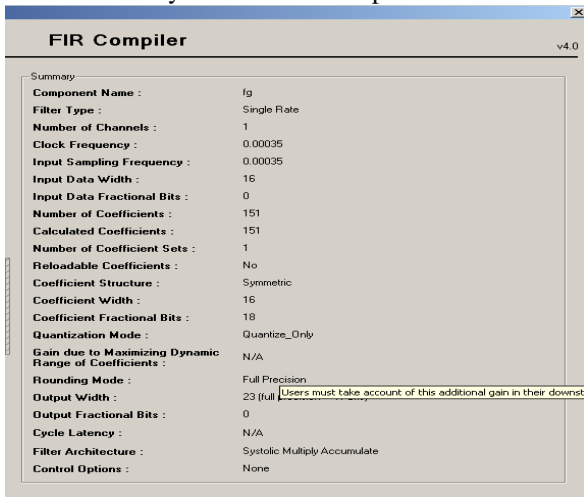 FIR Compiler
v4.0
Summary
Component Name : fg
Filter Type : Single Rate
Number of Channels : 1
Clock Frequency : 0.00035
Input Sampling Frequency : 0.00035
Input Data Width : 16
Input Data Fractional Bits : 0
Number of Coefficients : 151
Calculated Coefficients : 151
Number of Coefficient Sets : 1
Reloadable Coefficients : No
Coefficient Structure : Symmetric
Coefficient Width : 16
Coefficient Fractional Bits : 18
Quantization Mode : Quantize_Only
Gain due to Maximizing Dynamic
Range of Coefficients : N/A
Rounding Mode : Full Precision
Users must take account of this additional gain in their downst
Output Width : 23 (full
Output Fractional Bits : 0
Cycle Latency : N/A
Filter Architecture : Systolic Multiply Accumulate
Control Options : None